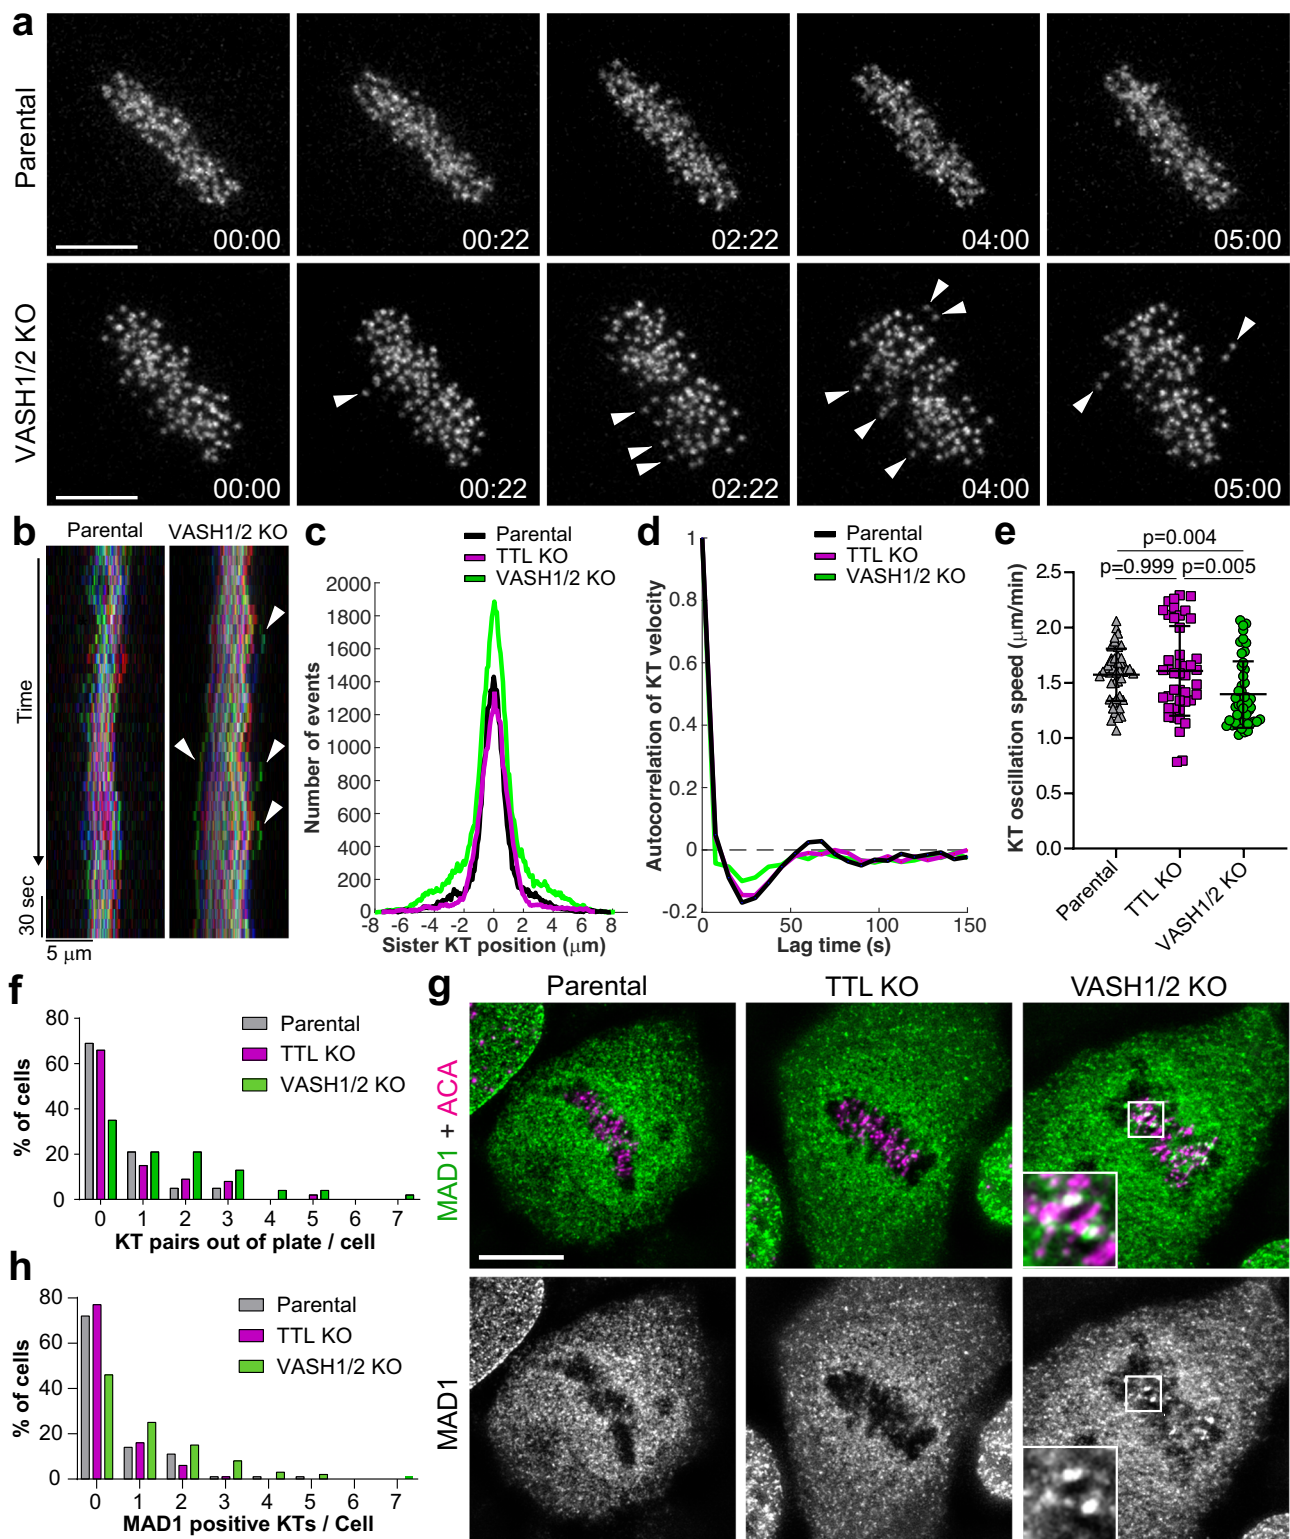 a
Parental
00:00
00:22
02:22
04:00
05:00
VASH1/2 KO
00:00
00:22
02:22
04:00
05:00
b
Parental
VASH1/2 KO
Time
30 sec
5 μm
c
Parental
TTL KO
VASH1/2 KO
Number of events
2000
1800
1600
1400
1200
1000
800
600
400
200
0
-8
-6
-4
-2
0
2
4
6
8
Sister KT position (μm)
d
Parental
TTL KO
VASH1/2 KO
Autocorrelation of KT velocity
1
0.8
0.6
0.4
0.2
0
-0.2
0
50
100
150
Lag time (s)
e
p=0.004
p=0.999
p=0.005
KT oscillation speed (μm/min)
2.5
2.0
1.5
1.0
0.5
0.0
Parental
TTL KO
VASH1/2 KO
f
Parental
TTL KO
VASH1/2 KO
% of cells
80
60
40
20
0
0 1 2 3 4 5 6 7
KT pairs out of plate / cell
g
Parental
TTL KO
VASH1/2 KO
MAD1 + ACA
MAD1
h
Parental
TTL KO
VASH1/2 KO
% of cells
80
60
40
20
0
0 1 2 3 4 5 6 7
MAD1 positive KTs / Cell